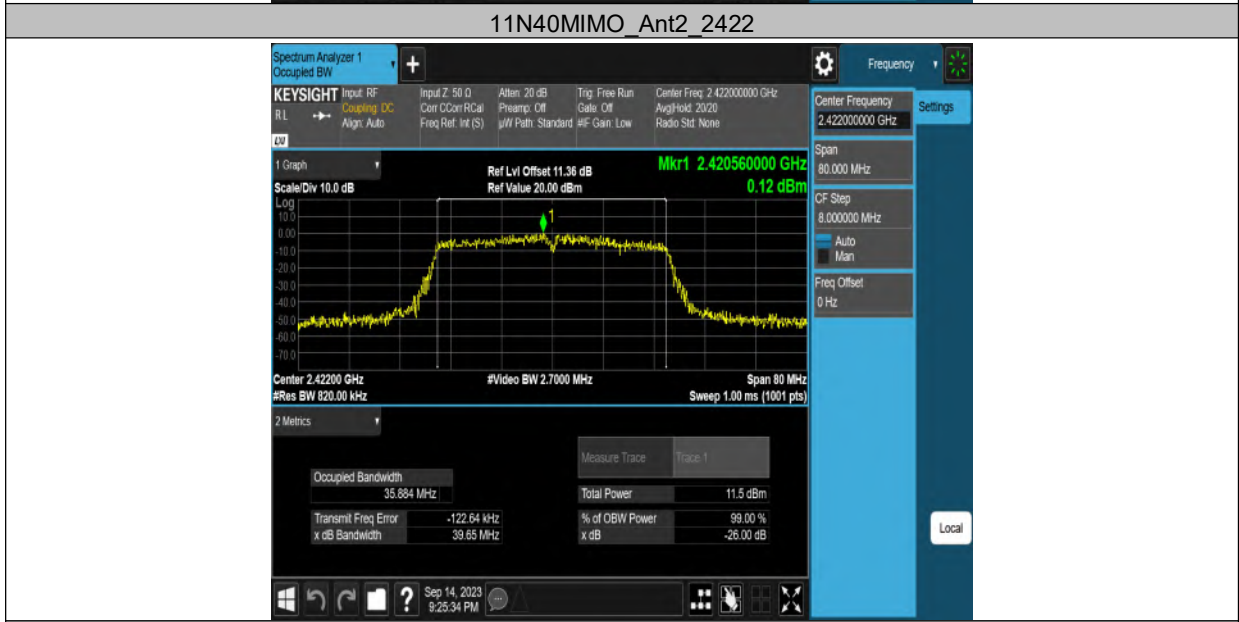 11N40MIMO_Ant2_2422
Spectrum Analyzer 1
Occupied BW
+
Frequency
KEYSIGHT Input: RF Input Z: 50 Ω Atten: 20 dB Trig: Free Run Center Freq: 2.422000000 GHz
RL Coupling: DC Corr CCorr RCal Preamp: Off Gate: Off Avg|Hold: 20/20
Align: Auto Freq Ref: Int (S) µW Path: Standard #IF Gain: Low Radio Std: None
LXI
Center Frequency
2.422000000 GHz
Settings
Span
80.000 MHz
CF Step
8.000000 MHz
Auto
Man
Freq Offset
0 Hz
1 Graph
Ref Lvl Offset 11.36 dB
Mkr1 2.420560000 GHz
Scale/Div 10.0 dB
Ref Value 20.00 dBm
0.12 dBm
Log
10.0
0.00
-10.0
-20.0
-30.0
-40.0
-50.0
-60.0
-70.0
1
Center 2.42200 GHz #Video BW 2.7000 MHz Span 80 MHz
#Res BW 820.00 kHz Sweep 1.00 ms (1001 pts)
2 Metrics
Measure Trace Trace 1
Occupied Bandwidth
35.884 MHz
Total Power 11.5 dBm
Transmit Freq Error -122.64 kHz % of OBW Power 99.00 %
x dB Bandwidth 39.65 MHz x dB -26.00 dB
Local
? Sep 14, 2023
9:25:34 PM